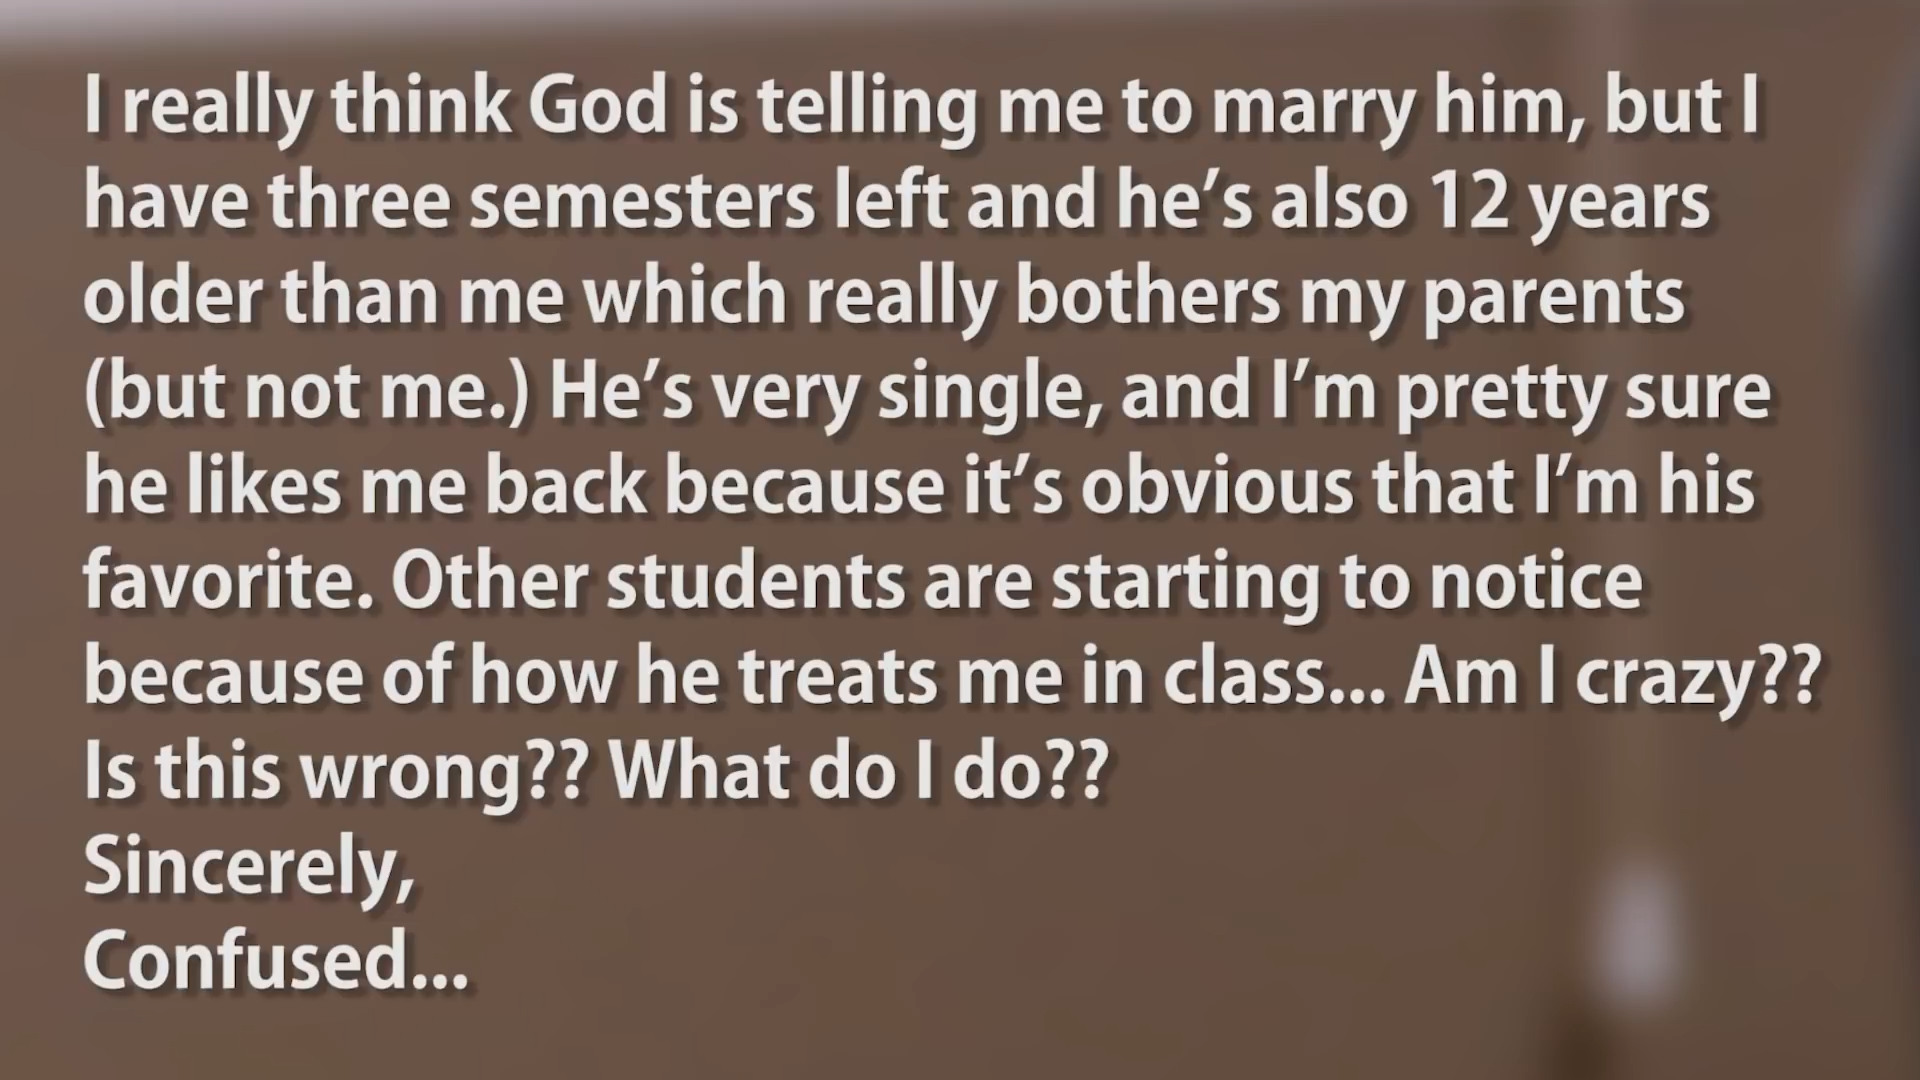 I really think God is telling me to marry him, but I
have three semesters left and he’s also 12 years
older than me which really bothers my parents
(but not me.) He’s very single, and I’m pretty sure
he likes me back because it’s obvious that I’m his
favorite. Other students are starting to notice
because of how he treats me in class... Am I crazy??
Is this wrong?? What do I do??
Sincerely,
Confused...